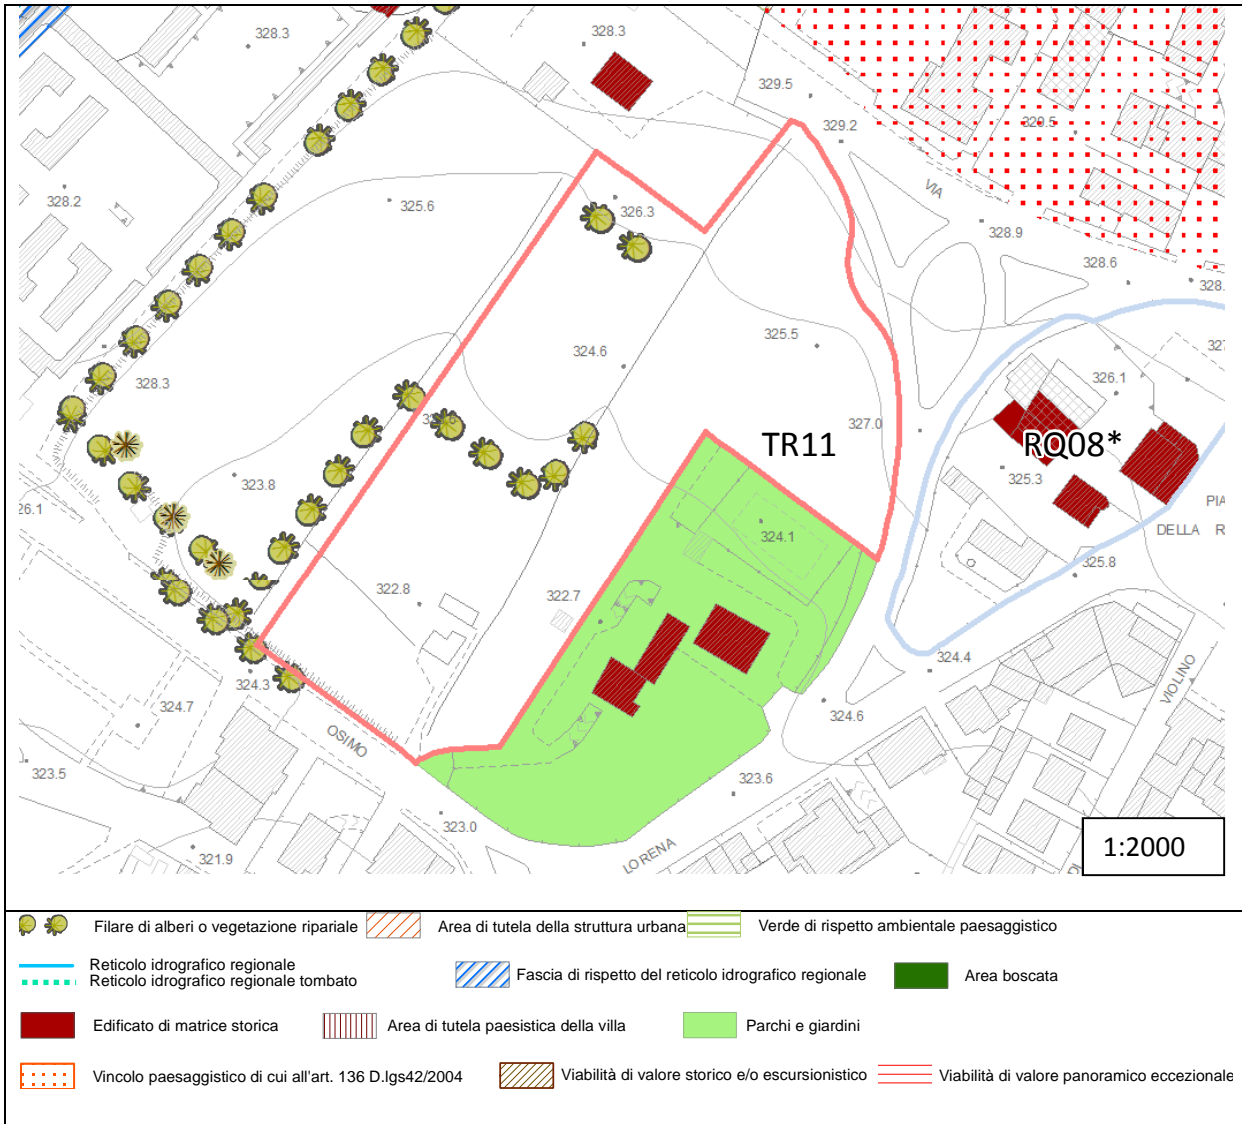 328.3
328.3
329.5
329.2
329.5
328.2
325.6
326.3
VIA
328.9
328.6
328.
325.5
324.6
327
328.3
326.1
327.0
TR11
RQ08*
325.3
323.8
26.1
PIA
DELLA R
324.1
325.8
322.8
322.7
324.4
324.3
324.7
324.6
VIOLINO
OSIMO
323.5
323.6
323.0
321.9
LORENA
1:2000
Filare di alberi o vegetazione ripariale
Area di tutela della struttura urbana
Verde di rispetto ambientale paesaggistico
Reticolo idrografico regionale
Reticolo idrografico regionale tombato
Fascia di rispetto del reticolo idrografico regionale
Area boscata
Edificato di matrice storica
Area di tutela paesistica della villa
Parchi e giardini
Vincolo paesaggistico di cui all'art. 136 D.lgs42/2004
Viabilità di valore storico e/o escursionistico
Viabilità di valore panoramico eccezionale